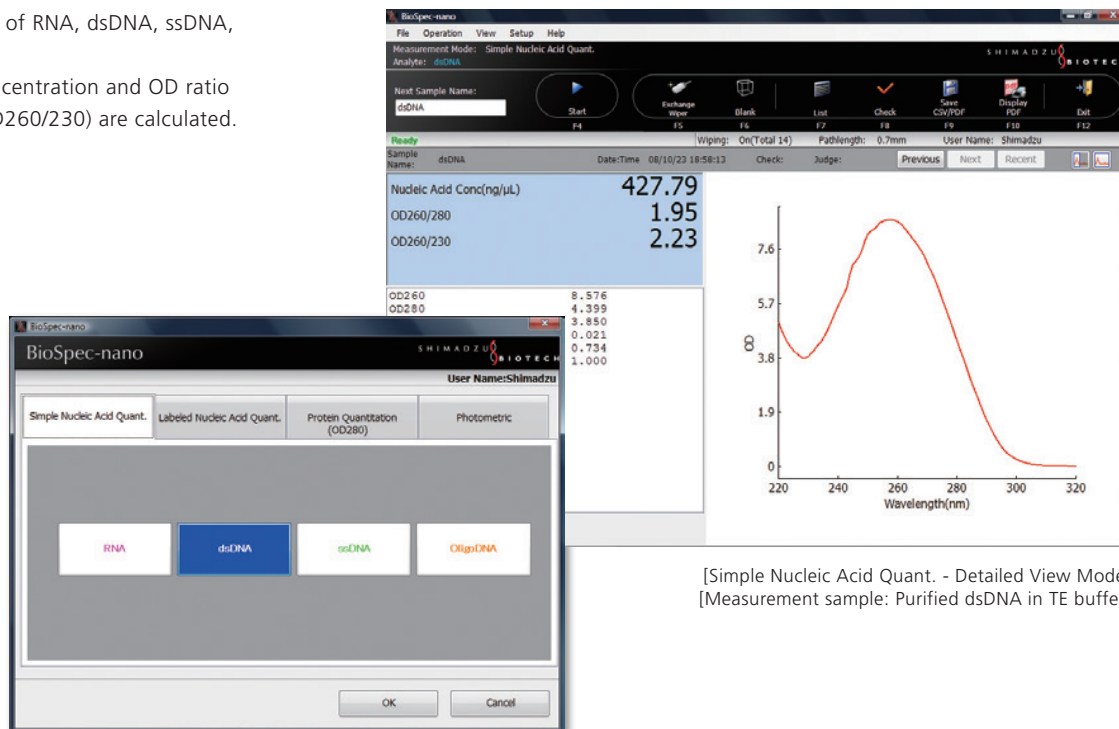 of RNA, dsDNA, ssDNA,
centration and OD ratio
D260/230) are calculated.
BioSpec-nano
File Operation View Setup Help
Measurement Mode: Simple Nucleic Acid Quant.
Analyte: dsDNA
SHIMADZU
BIOTEC
Next Sample Name:
dsDNA
Start
F4
Exchange
Wiper
F5
Blank
F6
List
F7
Check
F8
Save
CSV/PDF
F9
Display
PDF
F10
Exit
F12
Ready
Wiping: On(Total 14) Pathlength: 0.7mm User Name: Shimadzu
Sample
Name: dsDNA Date:Time 08/10/23 18:58:13 Check: Judge: Previous Next Recent
Nucleic Acid Conc(ng/µL) 427.79
OD260/280 1.95
OD260/230 2.23
OD260 8.576
OD280 4.399
3.850
0.021
0.734
1.000
OD
7.6
5.7
3.8
1.9
0
220 240 260 280 300 320
Wavelength(nm)
BioSpec-nano
BioSpec-nano
SHIMADZU
BIOTECH
User Name:Shimadzu
Simple Nucleic Acid Quant. Labeled Nucleic Acid Quant. Protein Quantitation Photometric
(OD280)
RNA dsDNA ssDNA OligoDNA
OK Cancel
[Simple Nucleic Acid Quant. - Detailed View Mode
[Measurement sample: Purified dsDNA in TE buffe